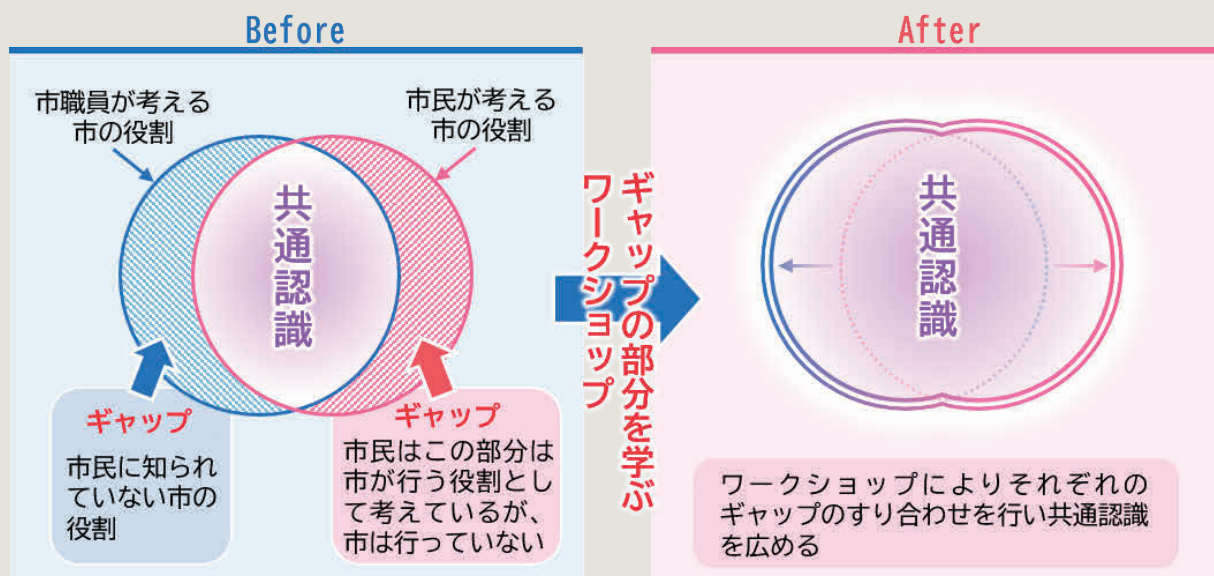 Before
市職員が考える
市の役割
市民が考える
市の役割
共通認識
ギャップ
市民に知られ
ていない市の
役割
ギャップ
市民はこの部分は
市が行う役割とし
て考えているが、
市は行っていない
ギャップの部分を学ぶ
ワークショップ
After
共通認識
ワークショップによりそれぞれの
ギャップのすり合わせを行い共通認識
を広める